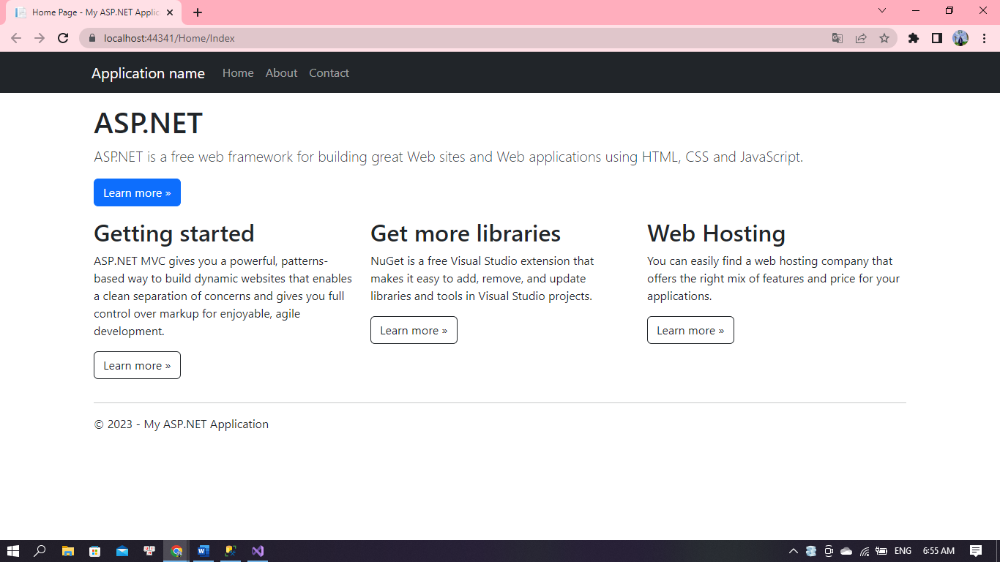 Home Page - My ASP.NET Applic
localhost:44341/Home/Index
Application name Home About Contact
ASP.NET
ASP.NET is a free web framework for building great Web sites and Web applications using HTML, CSS and JavaScript.
Learn more »
Getting started
ASP.NET MVC gives you a powerful, patterns-
based way to build dynamic websites that enables
a clean separation of concerns and gives you full
control over markup for enjoyable, agile
development.
Learn more »
Get more libraries
NuGet is a free Visual Studio extension that
makes it easy to add, remove, and update
libraries and tools in Visual Studio projects.
Learn more »
Web Hosting
You can easily find a web hosting company that
offers the right mix of features and price for your
applications.
Learn more »
© 2023 - My ASP.NET Application
ENG 6:55 AM